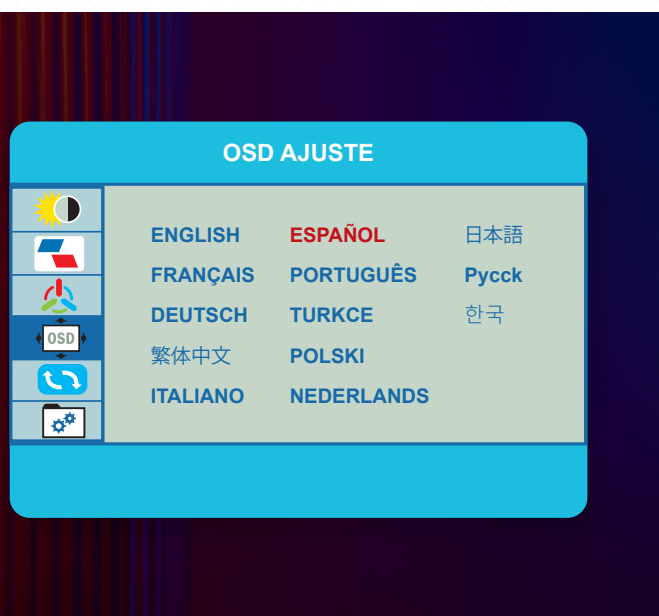 OSD AJUSTE
ENGLISH ESPAÑOL 日本語
FRANÇAIS PORTUGUÊS Pycck
DEUTSCH TURKCE 한국
OSD
繁体中文 POLSKI
ITALIANO NEDERLANDS